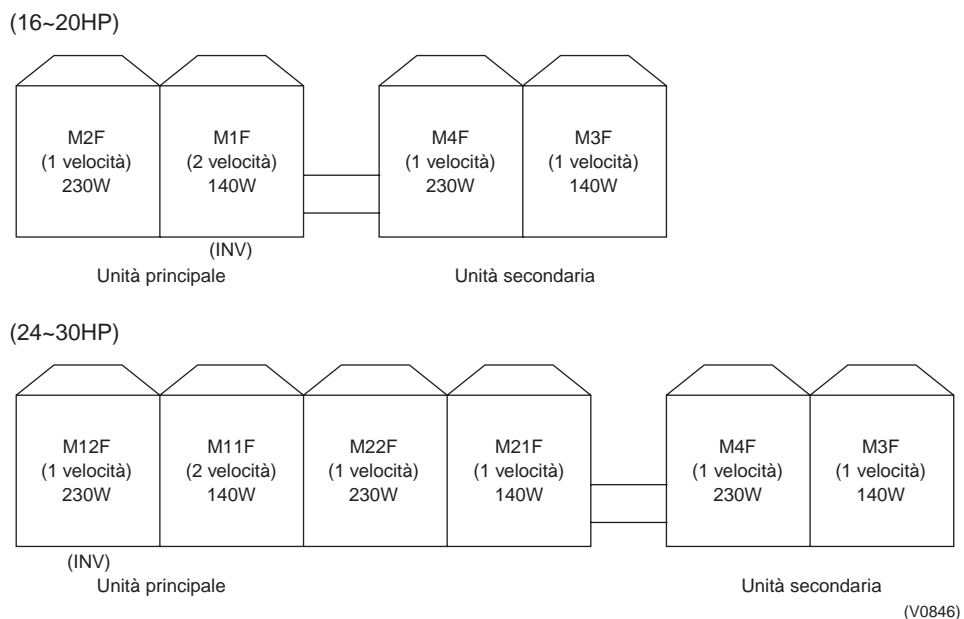 (16~20HP)
M2F
(1 velocità)
230W
M1F
(2 velocità)
140W
M4F
(1 velocità)
230W
M3F
(1 velocità)
140W
(INV)
Unità principale
Unità secondaria
(24~30HP)
M12F
(1 velocità)
230W
M11F
(2 velocità)
140W
M22F
(1 velocità)
230W
M21F
(1 velocità)
140W
M4F
(1 velocità)
230W
M3F
(1 velocità)
140W
(INV)
Unità principale
Unità secondaria
(V0846)